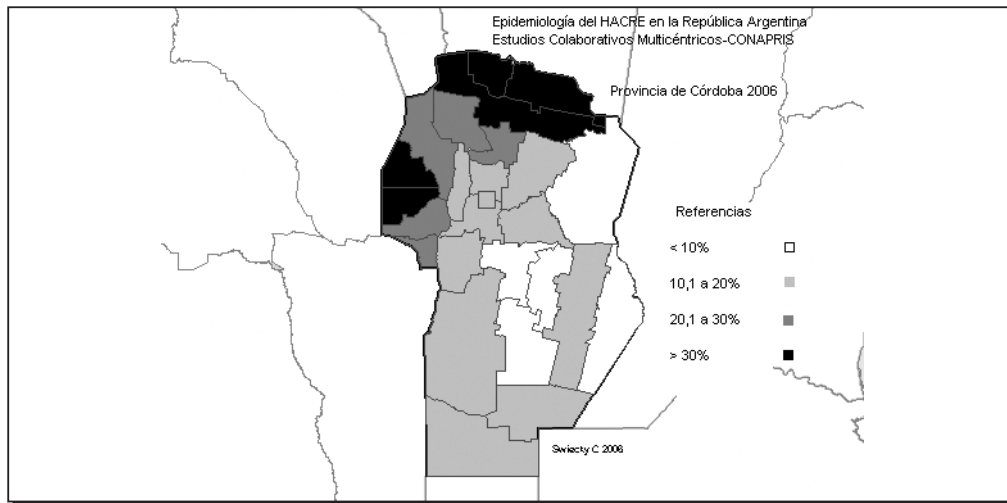 Epidemiología del HACRE en la República Argentina
Estudios Colaborativos Multicéntricos-CONAPRIS
Provincia de Córdoba 2006
Referencias
< 10%
10,1 a 20%
20,1 a 30%
> 30%
Swiecty C 2006